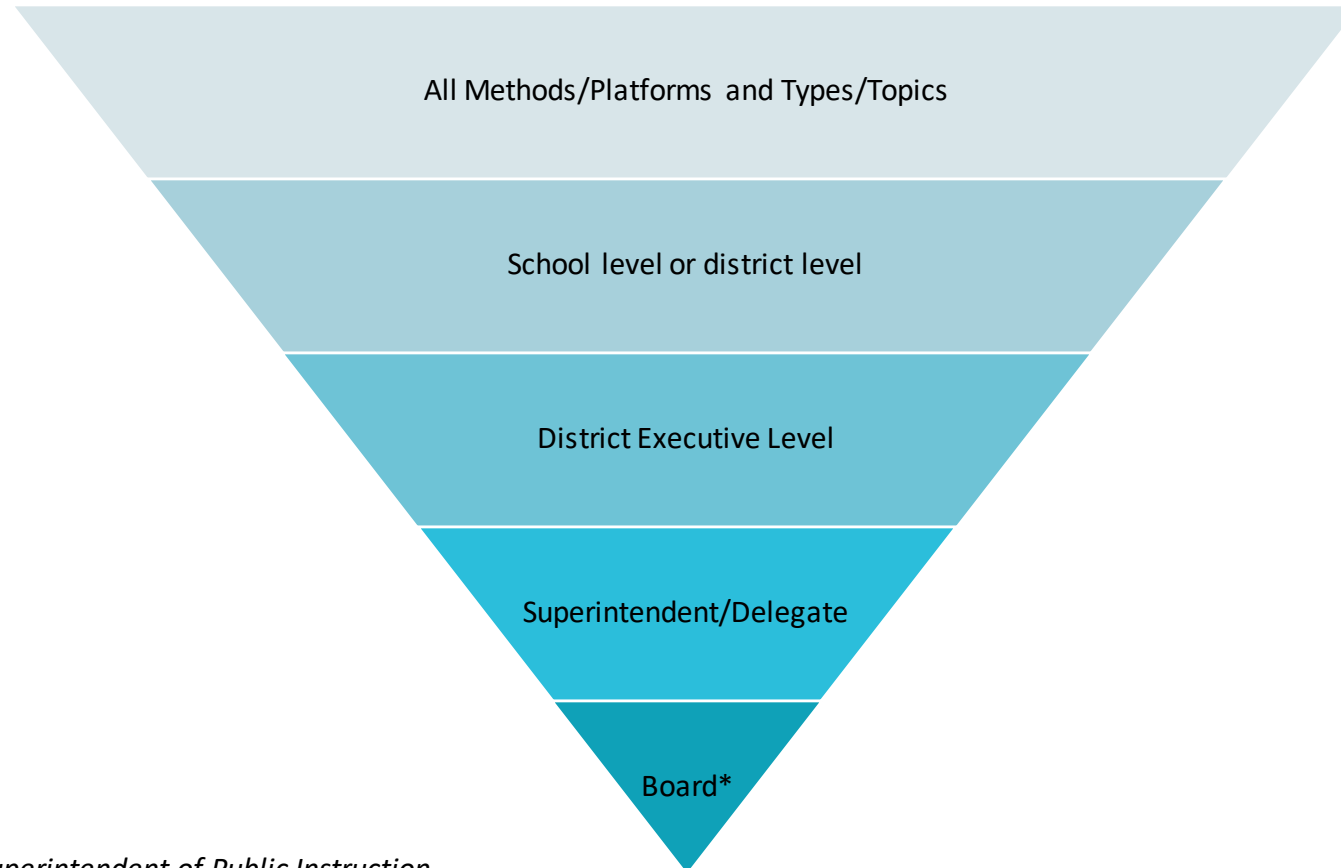 All Methods/Platforms and Types/Topics
School level or district level
District Executive Level
Superintendent/Delegate
Board*
uperintendent of Public Instruction